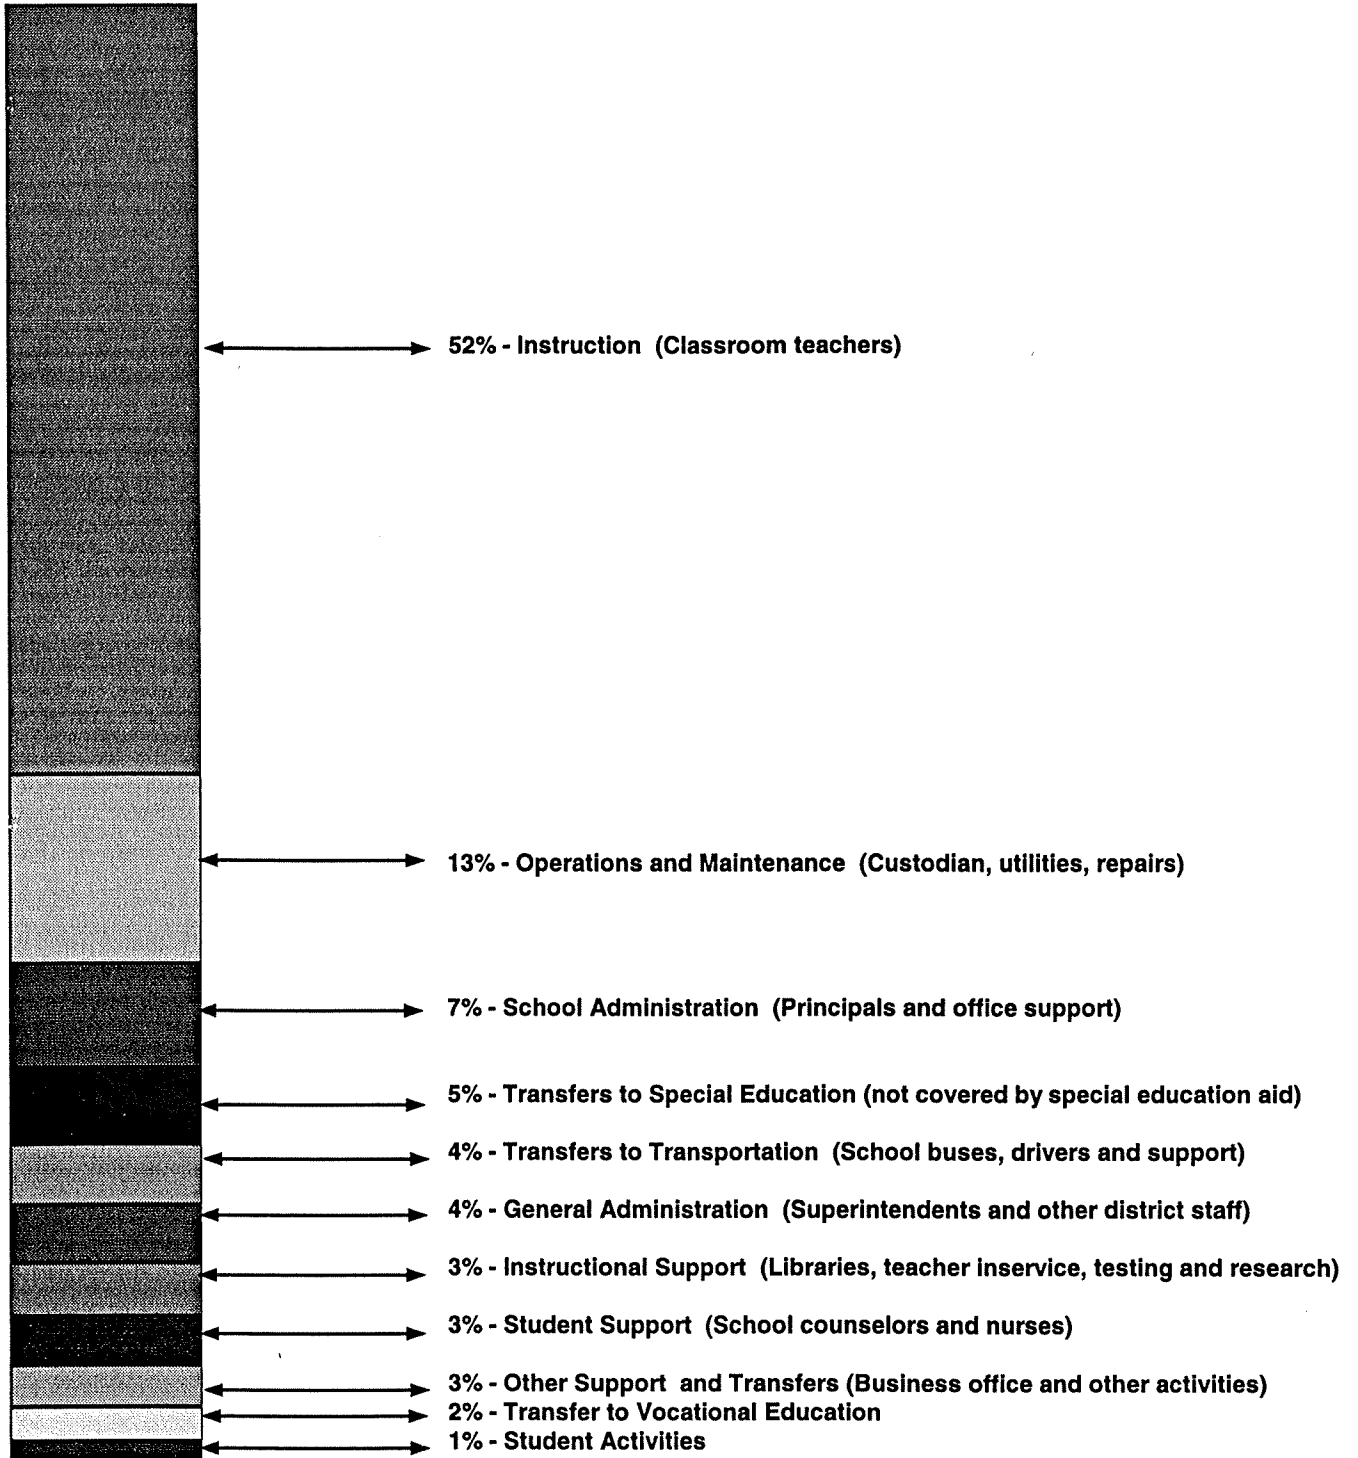 52% - Instruction (Classroom teachers)
13% - Operations and Maintenance (Custodian, utilities, repairs)
7% - School Administration (Principals and office support)
5% - Transfers to Special Education (not covered by special education aid)
4% - Transfers to Transportation (School buses, drivers and support)
4% - General Administration (Superintendents and other district staff)
3% - Instructional Support (Libraries, teacher inservice, testing and research)
3% - Student Support (School counselors and nurses)
3% - Other Support and Transfers (Business office and other activities)
2% - Transfer to Vocational Education
1% - Student Activities